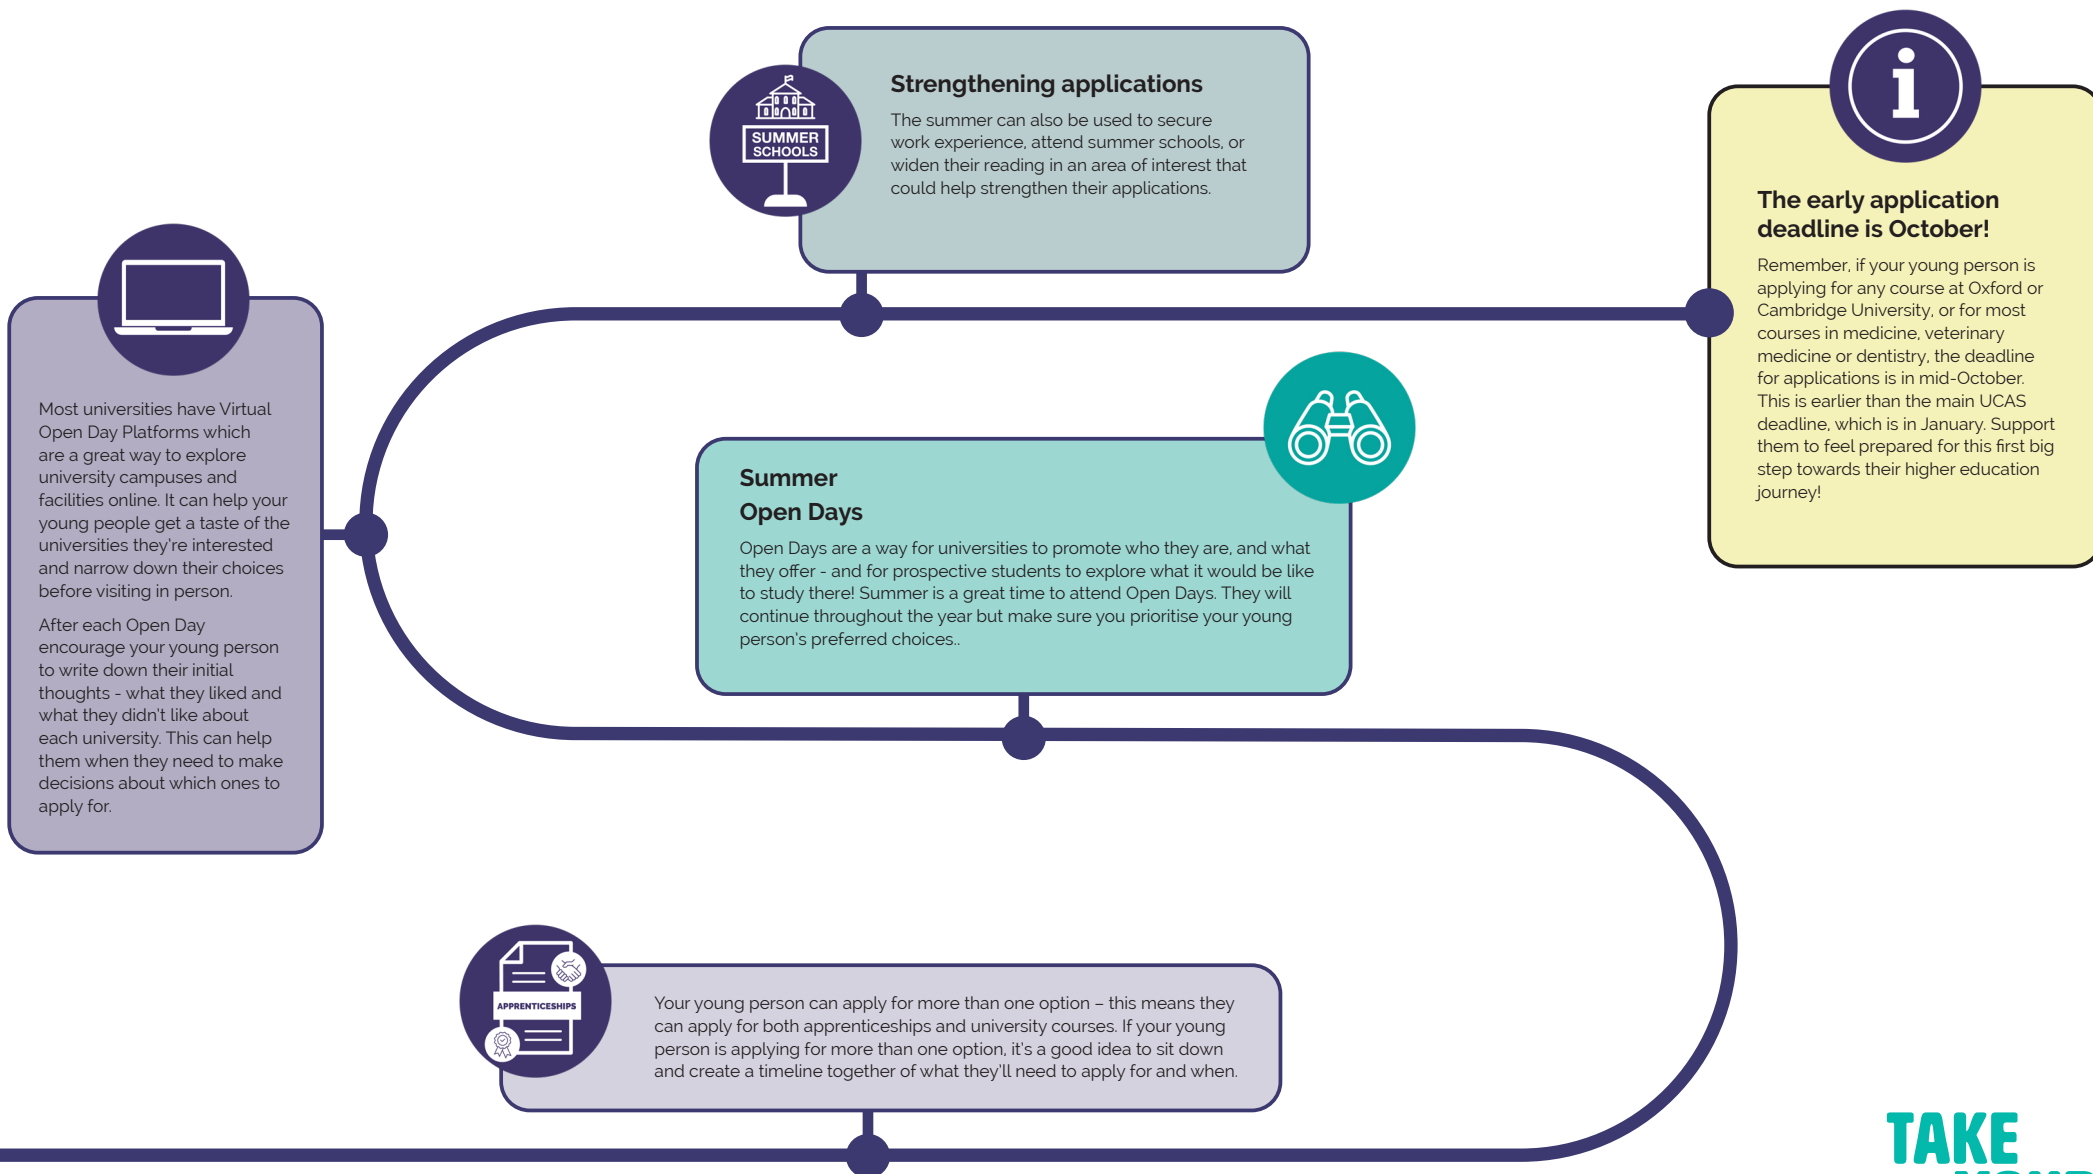 Strengthening applications
The summer can also be used to secure
work experience, attend summer schools, or
widen their reading in an area of interest that
could help strengthen their applications.
SUMMER
SCHOOLS
The early application
deadline is October!
Remember, if your young person is
applying for any course at Oxford or
Cambridge University, or for most
courses in medicine, veterinary
medicine or dentistry, the deadline
for applications is in mid-October.
This is earlier than the main UCAS
deadline, which is in January. Support
them to feel prepared for this first big
step towards their higher education
journey!
Most universities have Virtual
Open Day Platforms which
are a great way to explore
university campuses and
facilities online. It can help your
young people get a taste of the
universities they're interested
and narrow down their choices
before visiting in person.
After each Open Day
encourage your young person
to write down their initial
thoughts - what they liked and
what they didn't like about
each university. This can help
them when they need to make
decisions about which ones to
apply for.
Summer
Open Days
Open Days are a way for universities to promote who they are, and what
they offer - and for prospective students to explore what it would be like
to study there! Summer is a great time to attend Open Days. They will
continue throughout the year but make sure you prioritise your young
person's preferred choices..
APPRENTICESHIPS
Your young person can apply for more than one option – this means they
can apply for both apprenticeships and university courses. If your young
person is applying for more than one option, it's a good idea to sit down
and create a timeline together of what they'll need to apply for and when.
TAKE